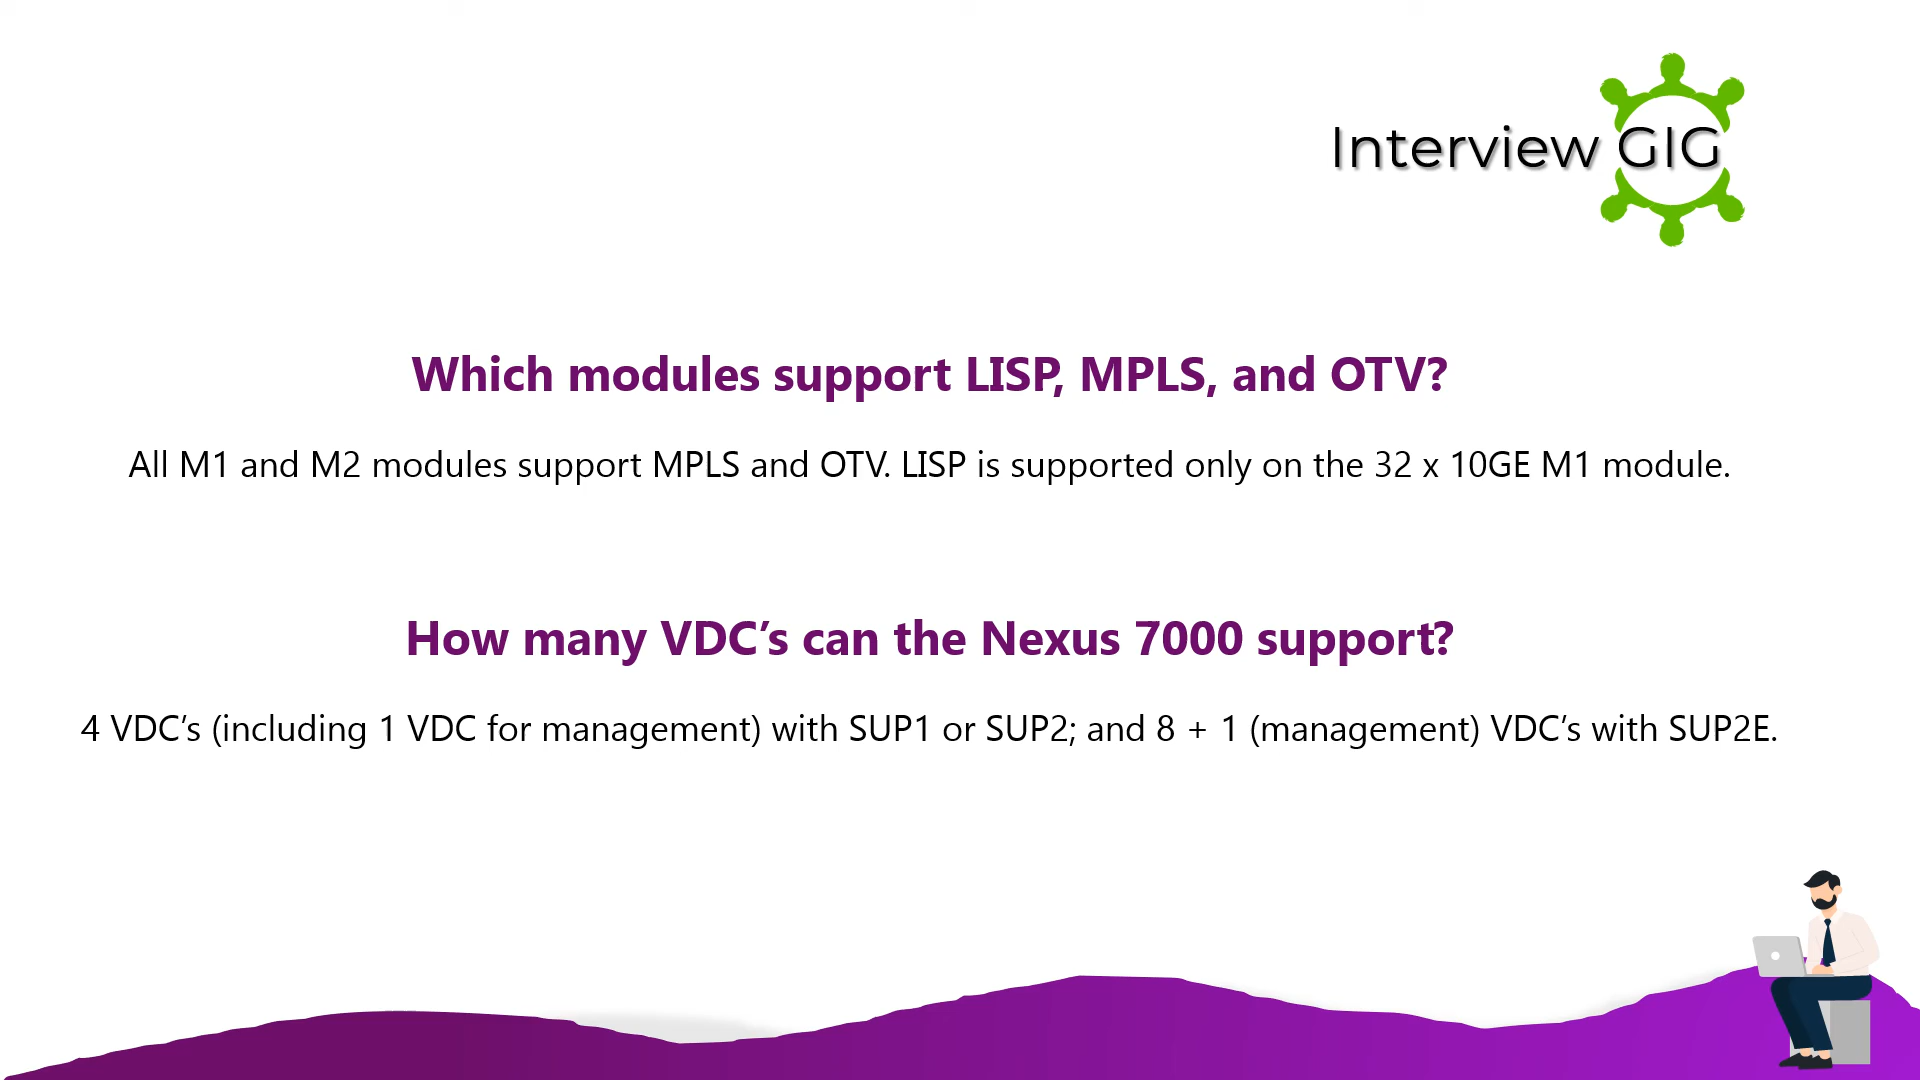 Interview GIG
Which modules support LISP, MPLS, and OTV?
All M1 and M2 modules support MPLS and OTV. LISP is supported only on the 32 x 10GE M1 module.
How many VDC’s can the Nexus 7000 support?
4 VDC’s (including 1 VDC for management) with SUP1 or SUP2; and 8 + 1 (management) VDC’s with SUP2E.